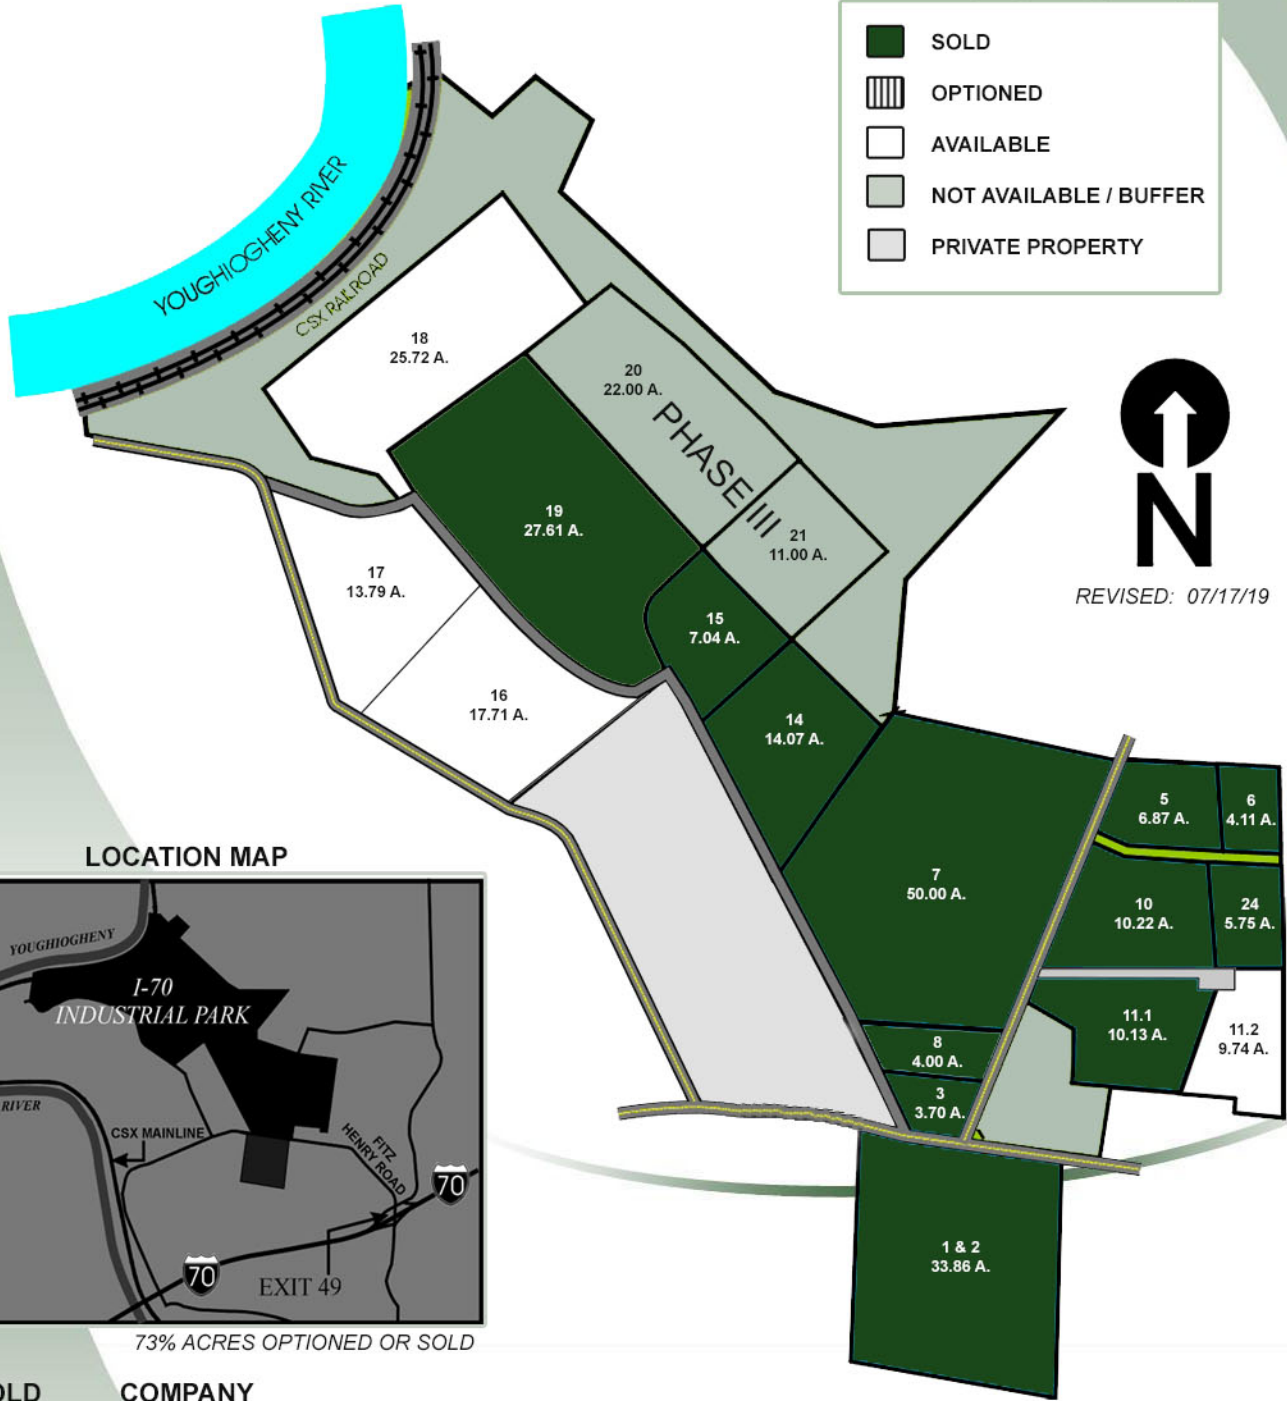 SOLD
OPTIONED
AVAILABLE
NOT AVAILABLE / BUFFER
PRIVATE PROPERTY
YOUGHIOGHENY RIVER
CSX RAILROAD
18
25.72 A.
20
22.00 A.
PHASE III
19
27.61 A.
21
11.00 A.
N
REVISED: 07/17/19
17
13.79 A.
15
7.04 A.
16
17.71 A.
14
14.07 A.
5
6.87 A.
6
4.11 A.
7
50.00 A.
10
10.22 A.
24
5.75 A.
11.1
10.13 A.
11.2
9.74 A.
8
4.00 A.
3
3.70 A.
1 & 2
33.86 A.
LOCATION MAP
YOUGHIOGHENY
I-70
INDUSTRIAL PARK
RIVER
CSX MAINLINE
FITZ
HENRY ROAD
70
70
EXIT 49
73% ACRES OPTIONED OR SOLD
OLD COMPANY